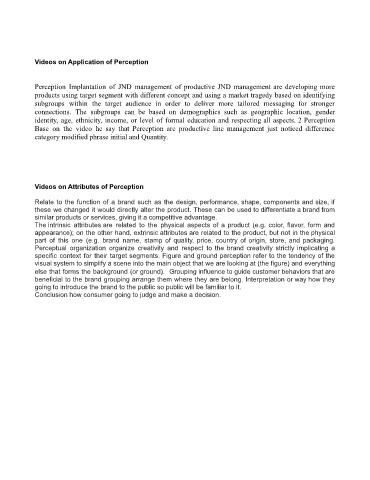 Videos on Application of Perception
Perception Implantation of JND management of productive JND management are developing more
products using target segment with different concept and using a market tragedy based on identifying
subgroups within the target audience in order to deliver more tailored messaging for stronger
connections. The subgroups can be based on demographics such as geographic location, gender
identity, age, ethnicity, income, or level of formal education and respecting all aspects. 2 Perception
Base on the video he say that Perception are productive line management just noticed difference
category modified phrase initial and Quantity.
Videos on Attributes of Perception
Relate to the function of a brand such as the design, performance, shape, components and size, if
these we changed it would directly alter the product. These can be used to differentiate a brand from
similar products or services, giving it a competitive advantage.
The intrinsic attributes are related to the physical aspects of a product (e.g. color, flavor, form and
appearance); on the other hand, extrinsic attributes are related to the product, but not in the physical
part of this one (e.g. brand name, stamp of quality, price, country of origin, store, and packaging.
Perceptual organization organize creativity and respect to the brand creativity strictly implicating a
specific context for their target segments. Figure and ground perception refer to the tendency of the
visual system to simplify a scene into the main object that we are looking at (the figure) and everything
else that forms the background (or ground). Grouping influence to guide customer behaviors that are
beneficial to the brand grouping arrange them where they are belong. Interpretation or way how they
going to introduce the brand to the public so public will be familiar to it.
Conclusion how consumer going to judge and make a decision.